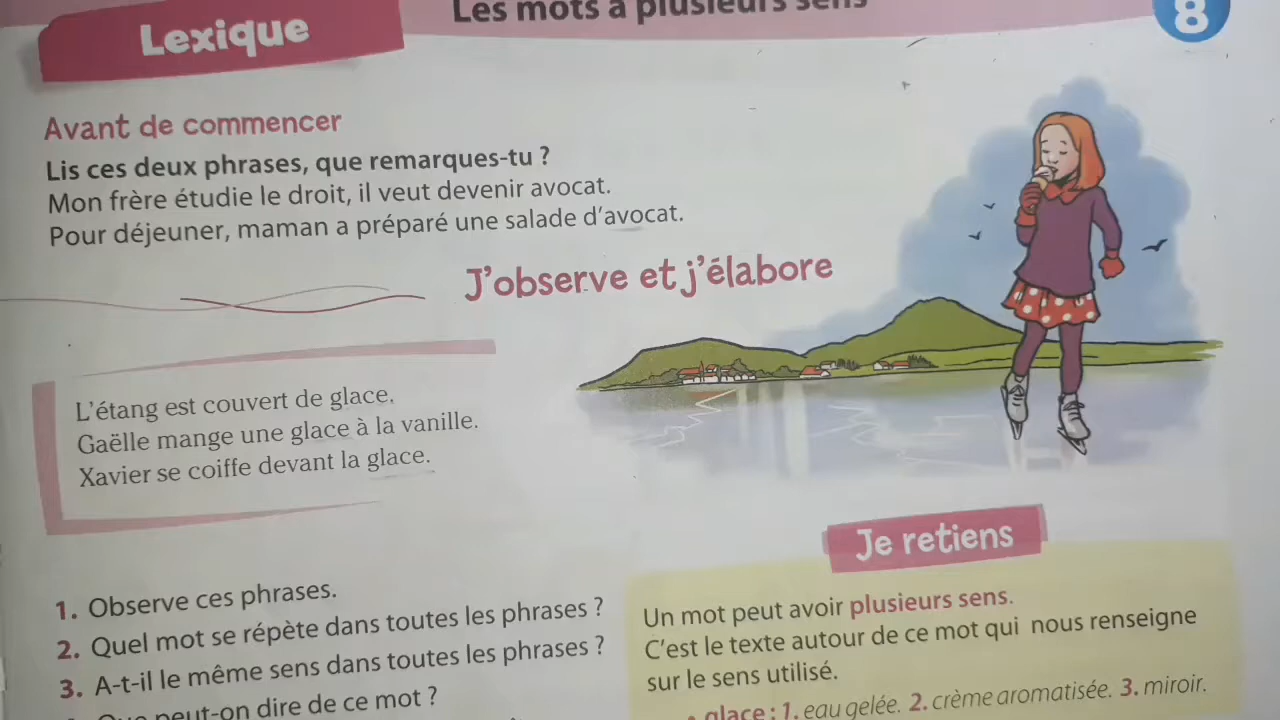 Lexique
Les mots à plusieurs sens
8
Avant de commencer
Lis ces deux phrases, que remarques-tu ?
Mon frère étudie le droit, il veut devenir avocat.
Pour déjeuner, maman a préparé une salade d'avocat.
J'observe et j'élabore
L'étang est couvert de glace.
Gaëlle mange une glace à la vanille.
Xavier se coiffe devant la glace.
1. Observe ces phrases.
2. Quel mot se répète dans toutes les phrases ?
3. A-t-il le même sens dans toutes les phrases ?
Que peut-on dire de ce mot ?
Je retiens
Un mot peut avoir plusieurs sens.
C'est le texte autour de ce mot qui nous renseigne
sur le sens utilisé.
• glace : 1. eau gelée. 2. crème aromatisée. 3. miroir.